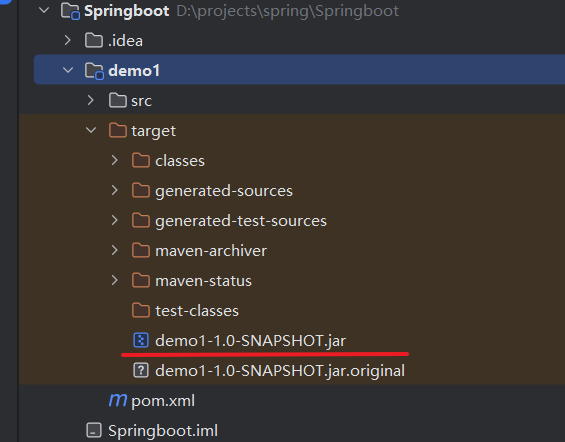 Springboot D:\projects\spring\Springboot
.idea
demo1
src
target
classes
generated-sources
generated-test-sources
maven-archiver
maven-status
test-classes
demo1-1.0-SNAPSHOT.jar
? demo1-1.0-SNAPSHOT.jar.original
m pom.xml
Springboot.iml